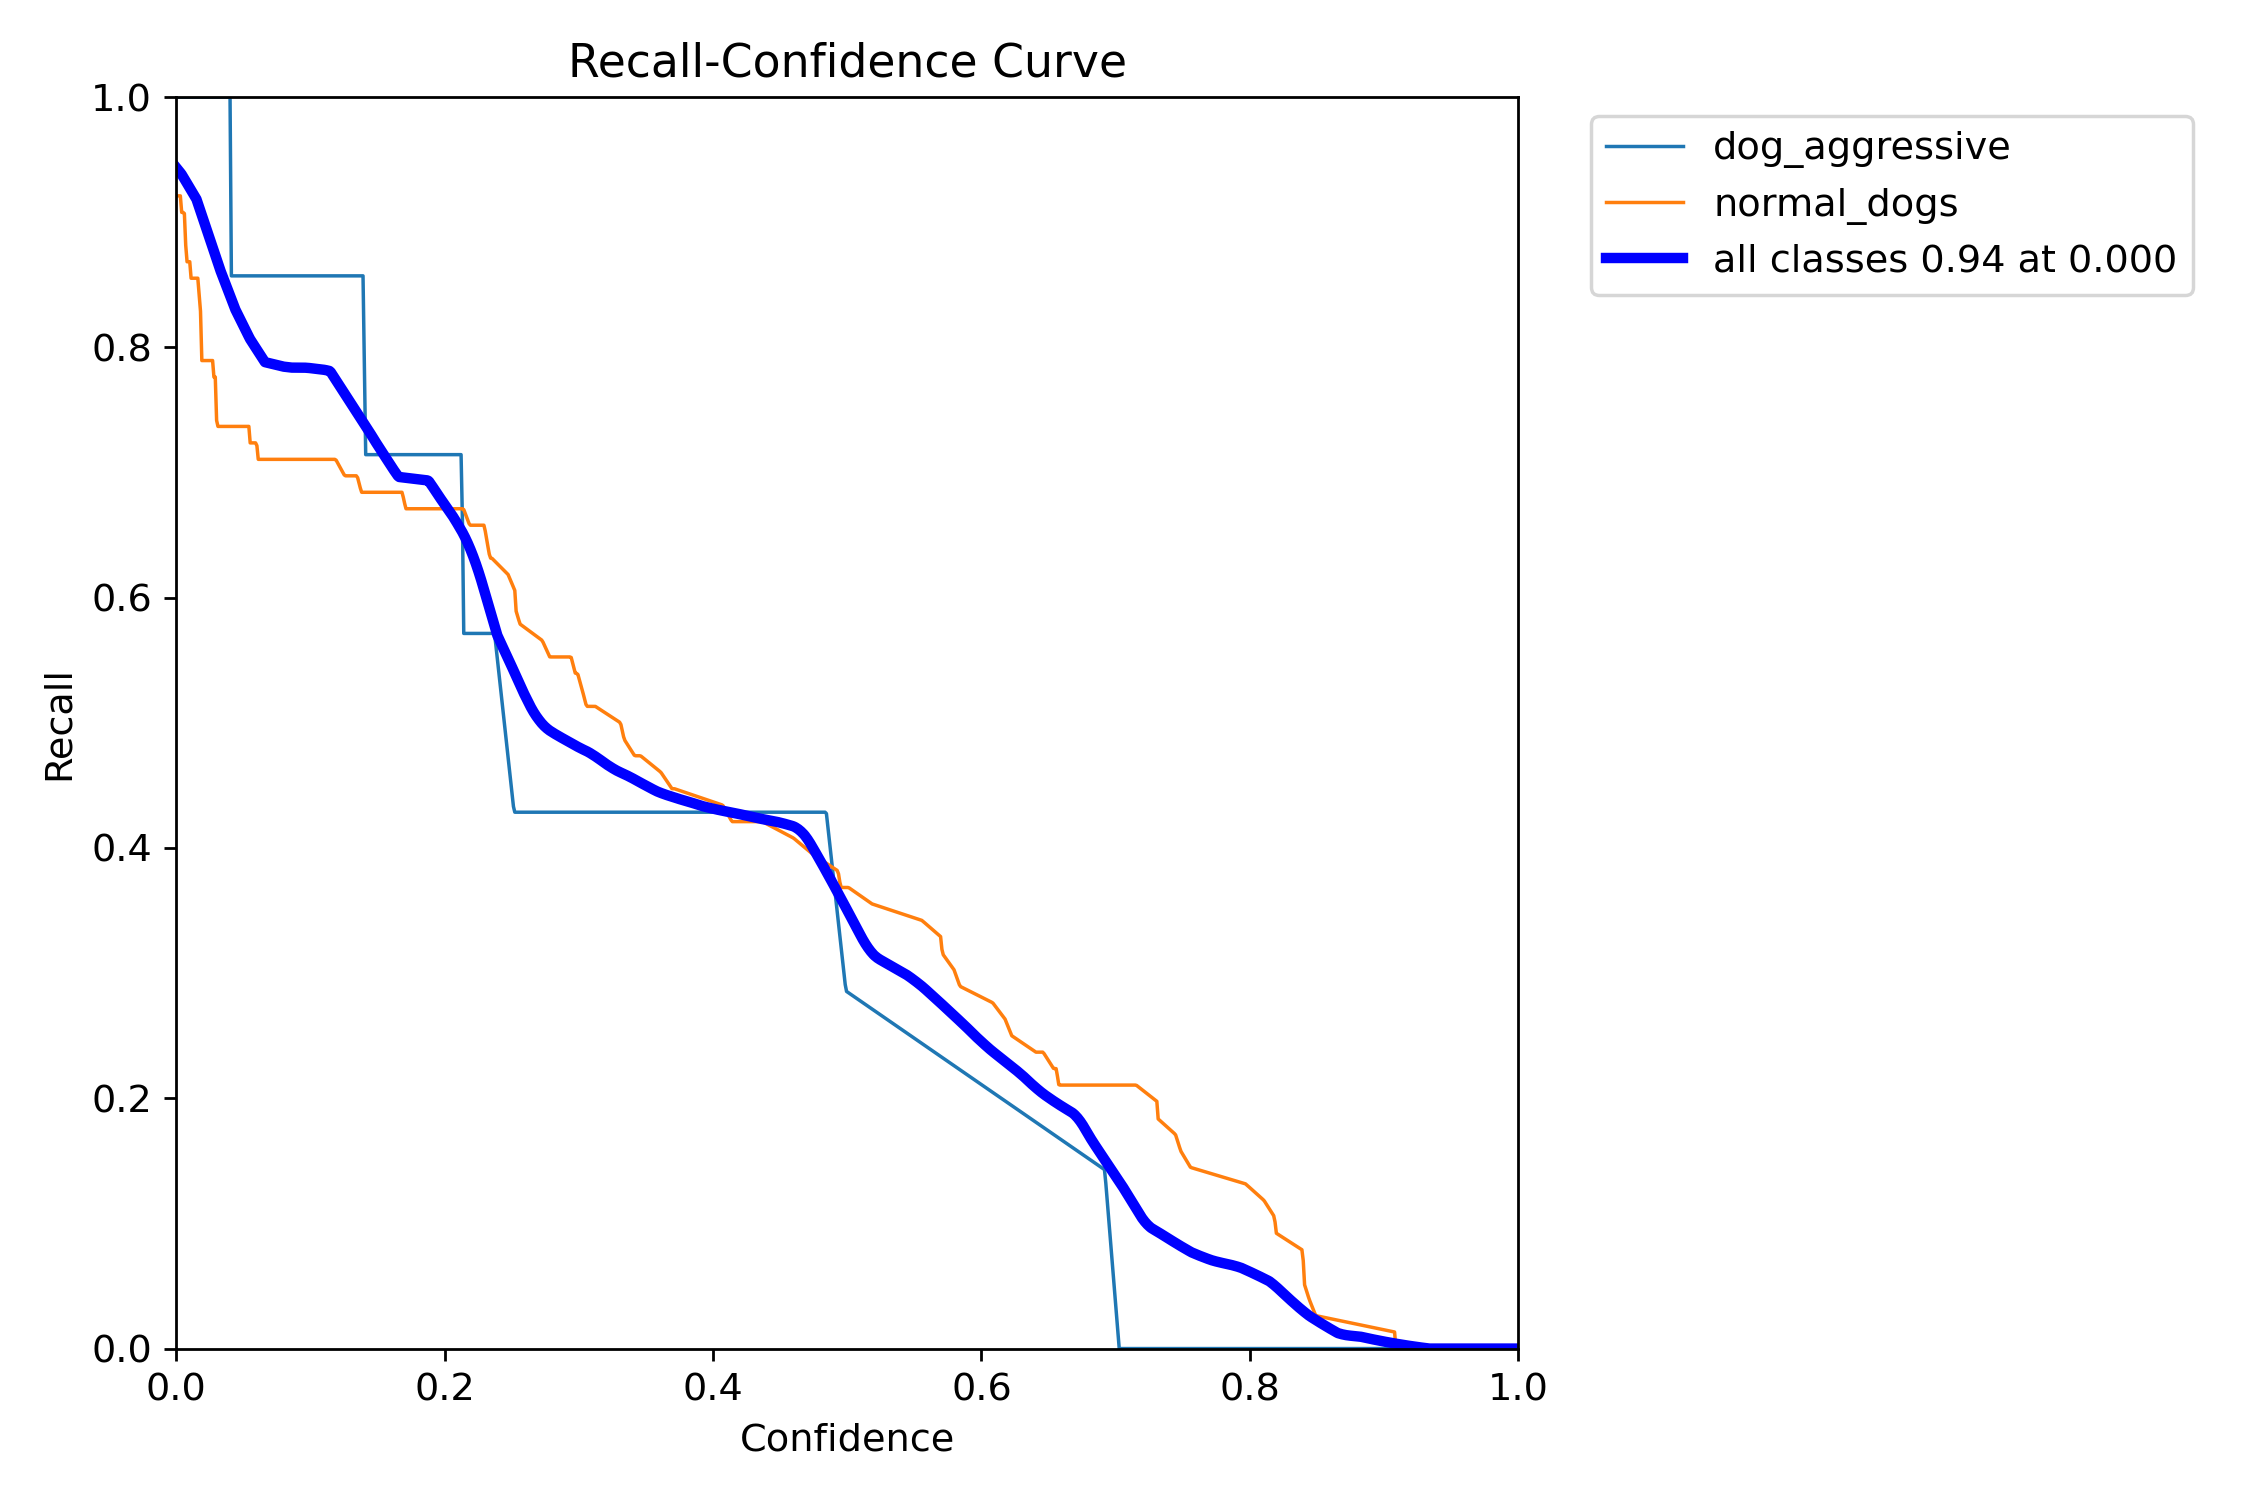 Recall-Confidence Curve
1.0
0.8
0.6
0.4
0.2
0.0
Recall
0.0 0.2 0.4 0.6 0.8 1.0
Confidence
dog_aggressive
normal_dogs
all classes 0.94 at 0.000